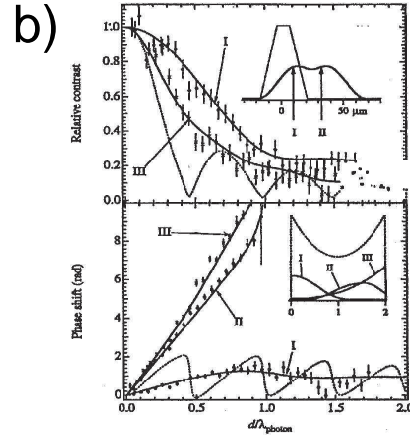 b)
Relative contrast
1.0
0.8
0.6
0.4
0.2
0.0
I
III
0
50 μm
I
II
Phase shift (rad)
8
6
4
2
0
III
II
I
I
II
III
0
1
2
0.0
0.5
1.0
1.5
2.0
d/λphoton